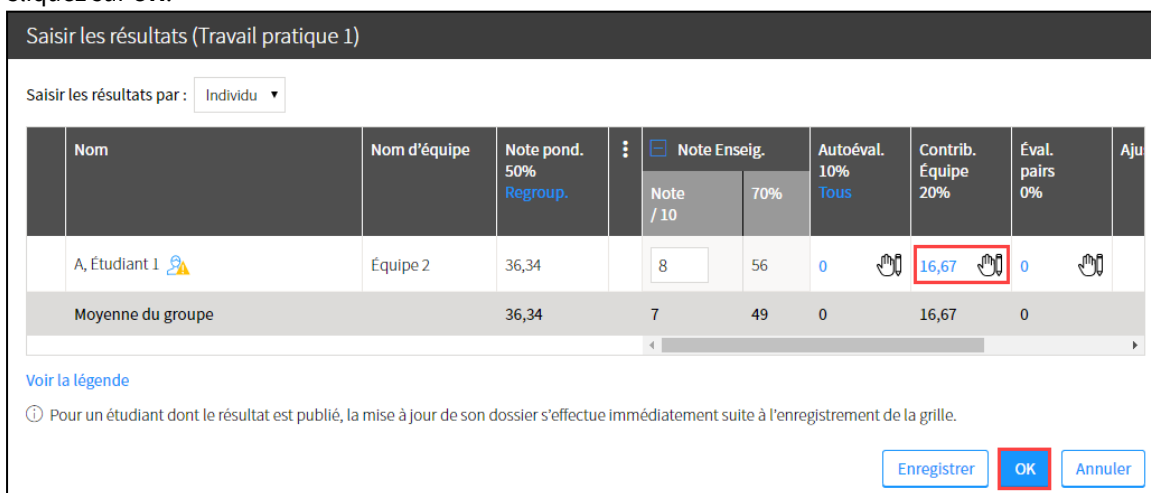 Saisir les résultats (Travail pratique 1)
Saisir les résultats par : Individu
Nom
Nom d'équipe
Note pond.
50%
Regroup.
Note Enseig.
Note
/ 10
70%
Autoéval.
10%
Tous
Contrib.
Équipe
20%
Éval.
pairs
0%
Aju
A, Étudiant 1 Équipe 2 36,34 8 56 0 16,67 0
Moyenne du groupe 36,34 7 49 0 16,67 0
Voir la légende
Pour un étudiant dont le résultat est publié, la mise à jour de son dossier s'effectue immédiatement suite à l'enregistrement de la grille.
Enregistrer OK Annuler